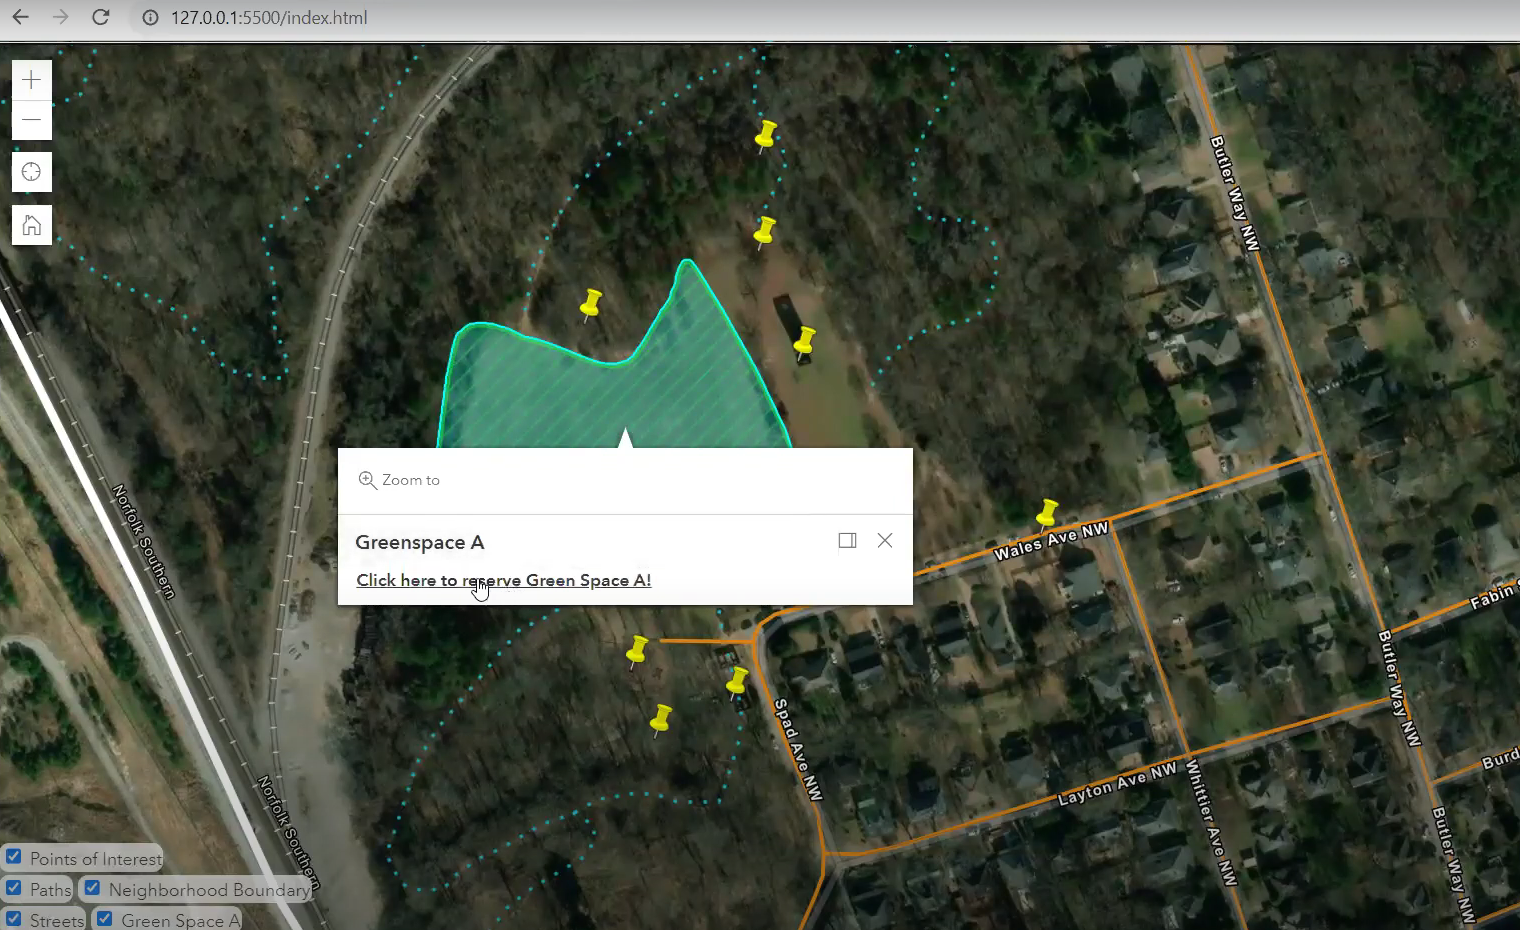 127.0.0.1:5500/index.html
Butler Way NW
Zoom to
Greenspace A
Click here to reserve Green Space A!
Norfolk Southern
Wales Ave NW
Fabin
Butler Way NW
Spad Ave NW
Layton Ave NW
Whittier Ave NW
Burd
Butler Way NW
Norfolk Southern
Points of Interest
Paths
Neighborhood Boundary
Streets
Green Space A